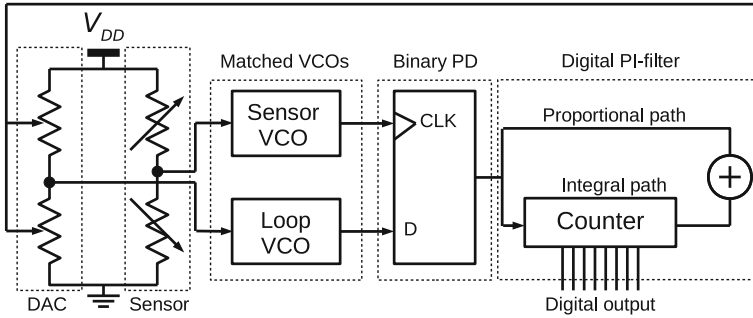 V_DD
Matched VCOs
Binary PD
Digital PI-filter
Sensor
VCO
CLK
Proportional path
Integral path
Loop
VCO
D
Counter
DAC
Sensor
Digital output